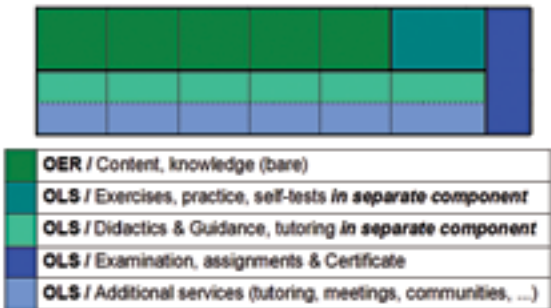 OER / Content, knowledge (bare)
OLS / Exercises, practice, self-tests in separate component
OLS / Didactics & Guidance, tutoring in separate component
OLS / Examination, assignments & Certificate
OLS / Additional services (tutoring, meetings, communities, ...)